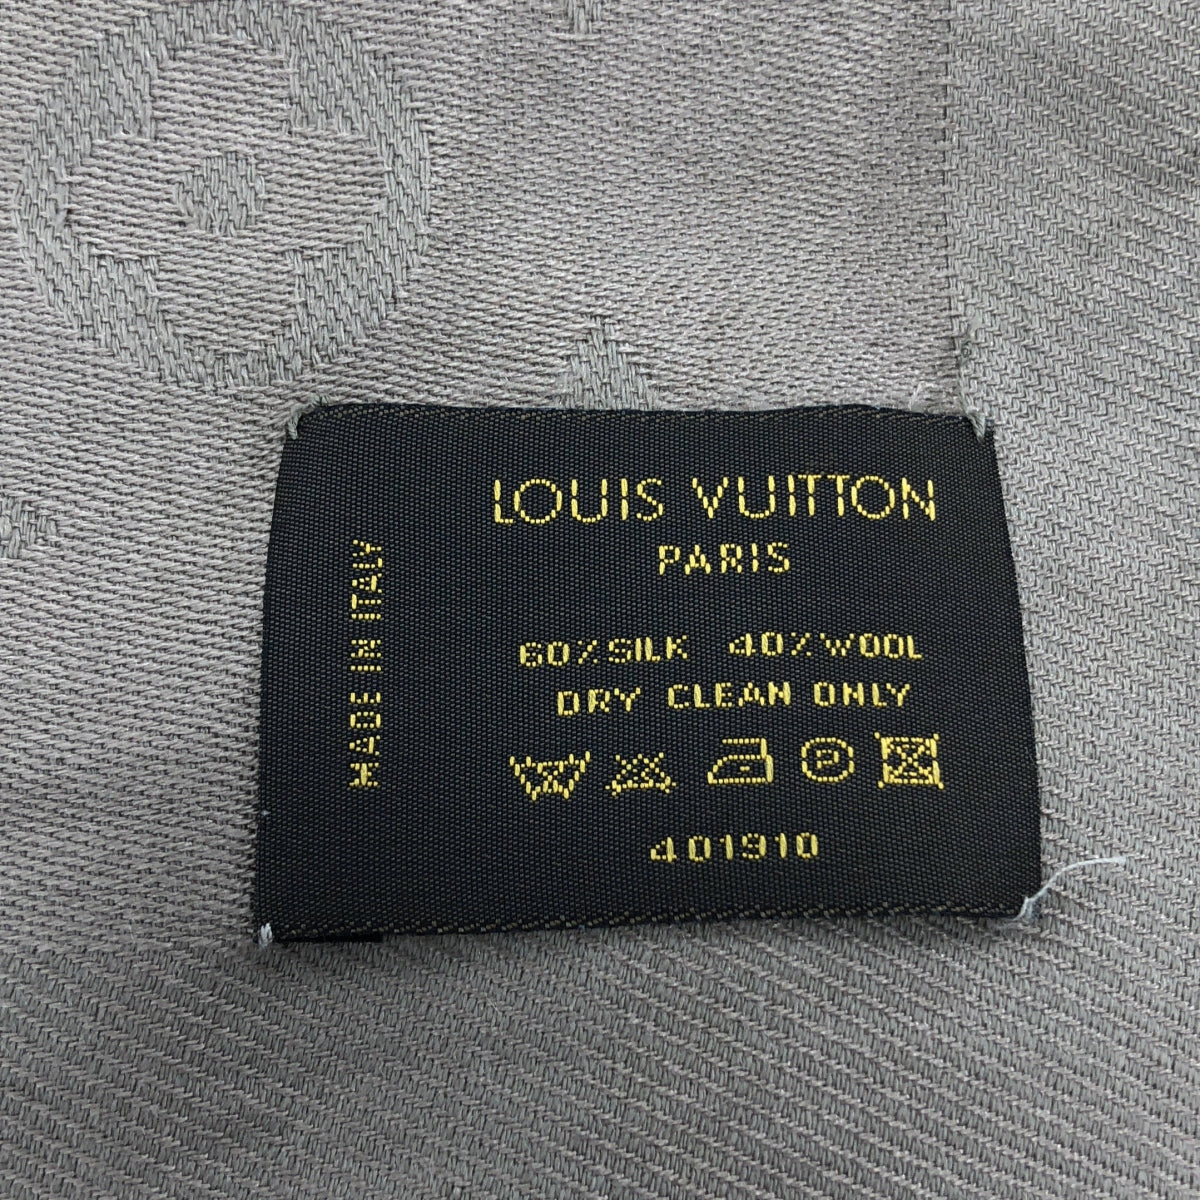 LOUIS VUITTON
PARIS
MADE IN ITALY
60% SILK 40% WOOL
DRY CLEAN ONLY
P
401910